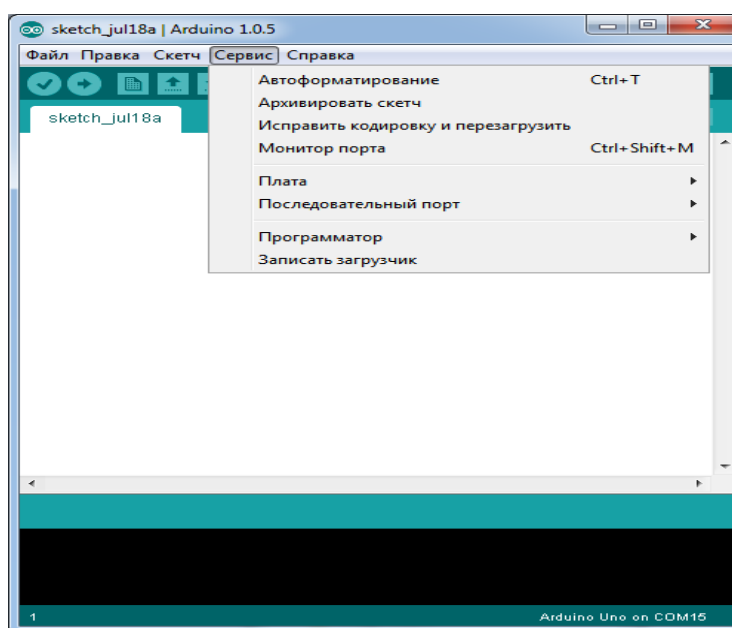 sketch_jul18a | Arduino 1.0.5
Файл Правка Скетч Сервис Справка
sketch_jul18a
Автоформатирование Ctrl+T
Архивировать скетч
Исправить кодировку и перезагрузить
Монитор порта Ctrl+Shift+M
Плата
Последовательный порт
Программатор
Записать загрузчик
1 Arduino Uno on COM15